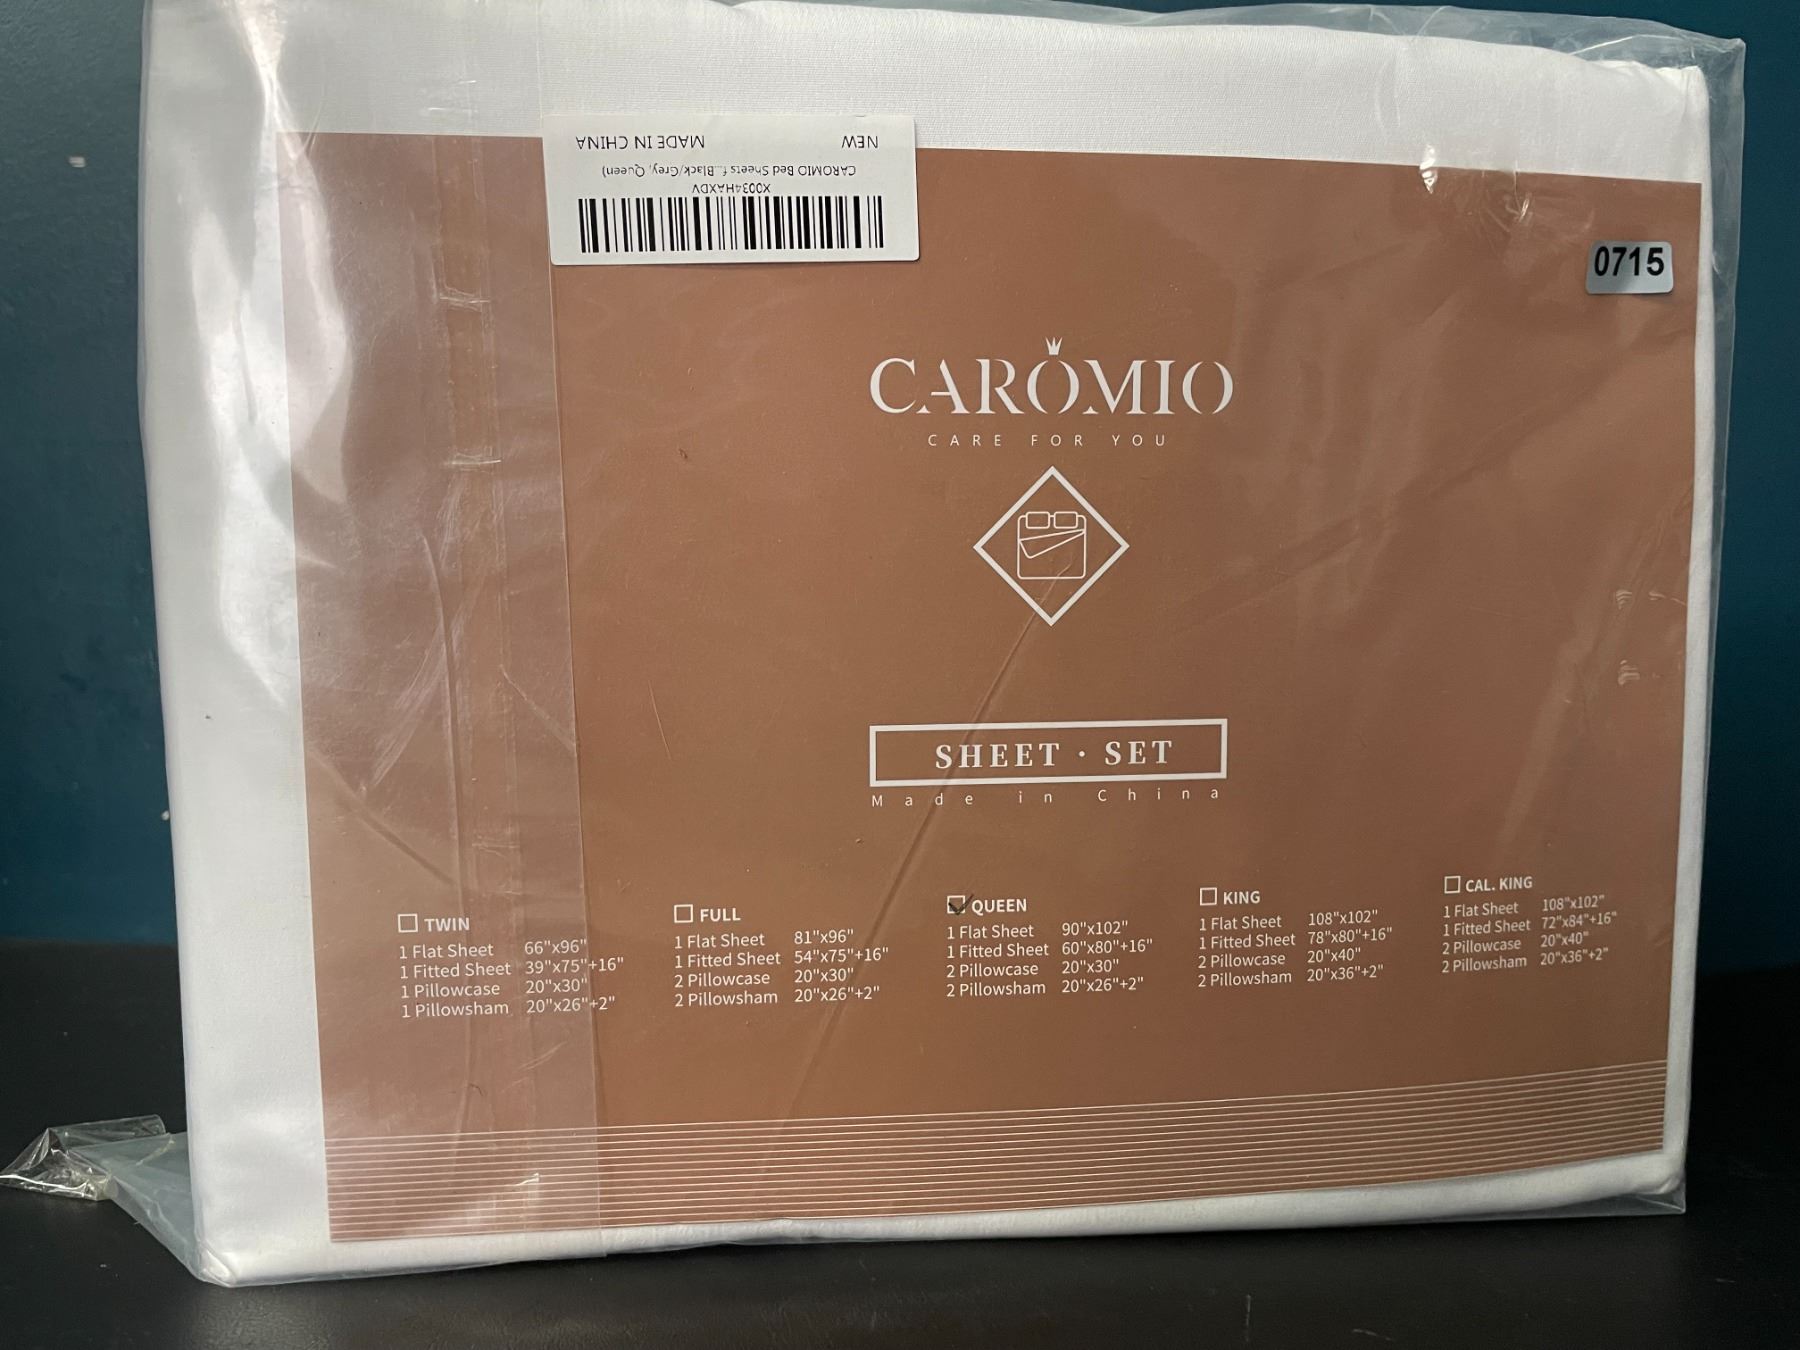 NEW MADE IN CHINA
CAROMIO Bed Sheets f...Black/Grey, Queen)
X0034HAXDV
0715
CAROMIO
CARE FOR YOU
SHEET · SET
Made in China
TWIN
1 Flat Sheet 66"x96"
1 Fitted Sheet 39"x75"+16"
1 Pillowcase 20"x30"
1 Pillowsham 20"x26"+2"
FULL
1 Flat Sheet 81"x96"
1 Fitted Sheet 54"x75"+16"
2 Pillowcase 20"x30"
2 Pillowsham 20"x26"+2"
QUEEN
1 Flat Sheet 90"x102"
1 Fitted Sheet 60"x80"+16"
2 Pillowcase 20"x30"
2 Pillowsham 20"x26"+2"
KING
1 Flat Sheet 108"x102"
1 Fitted Sheet 78"x80"+16"
2 Pillowcase 20"x40"
2 Pillowsham 20"x36"+2"
CAL. KING
1 Flat Sheet 108"x102"
1 Fitted Sheet 72"x84"+16"
2 Pillowcase 20"x40"
2 Pillowsham 20"x36"+2"